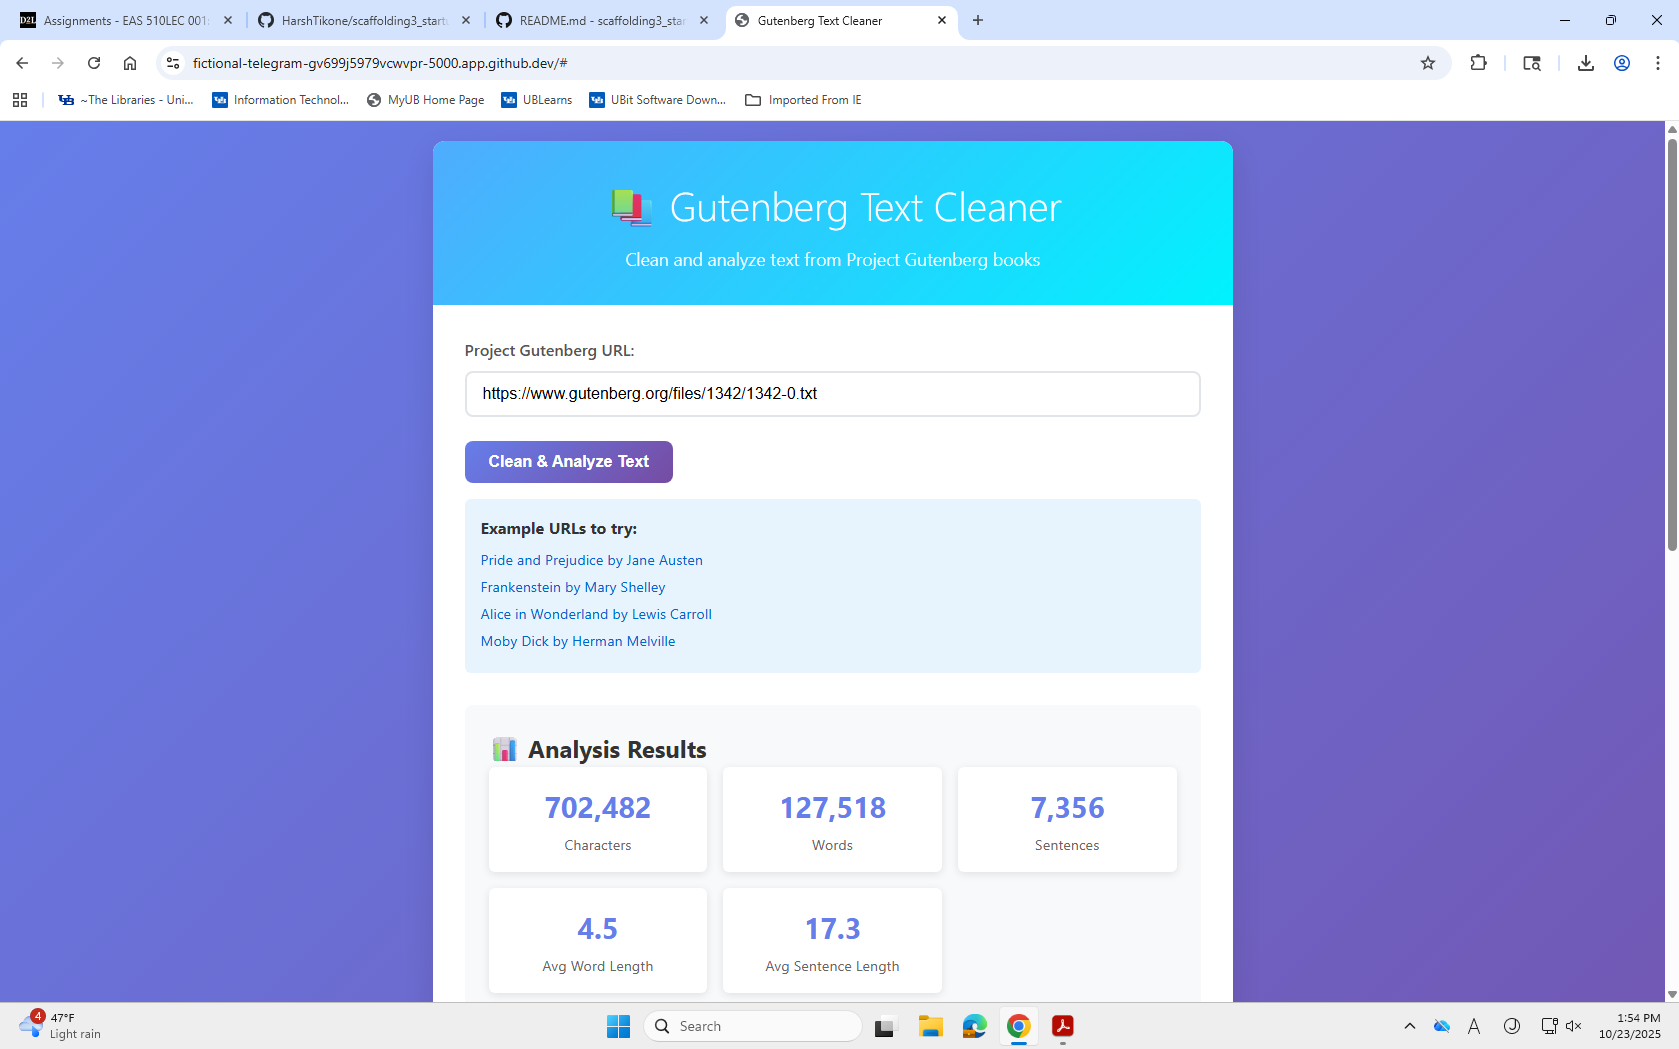 D2L Assignments - EAS 510LEC 001:
HarshTikone/scaffolding3_startu
README.md - scaffolding3_star
Gutenberg Text Cleaner
fictional-telegram-gv699j5979vcwvpr-5000.app.github.dev/#
~The Libraries - Uni...
Information Technol...
MyUB Home Page
UBLearns
UBit Software Down...
Imported From IE
Gutenberg Text Cleaner
Clean and analyze text from Project Gutenberg books
Project Gutenberg URL:
https://www.gutenberg.org/files/1342/1342-0.txt
Clean & Analyze Text
Example URLs to try:
Pride and Prejudice by Jane Austen
Frankenstein by Mary Shelley
Alice in Wonderland by Lewis Carroll
Moby Dick by Herman Melville
Analysis Results
702,482
Characters
127,518
Words
7,356
Sentences
4.5
Avg Word Length
17.3
Avg Sentence Length
4
47°F
Light rain
Search
1:54 PM
10/23/2025